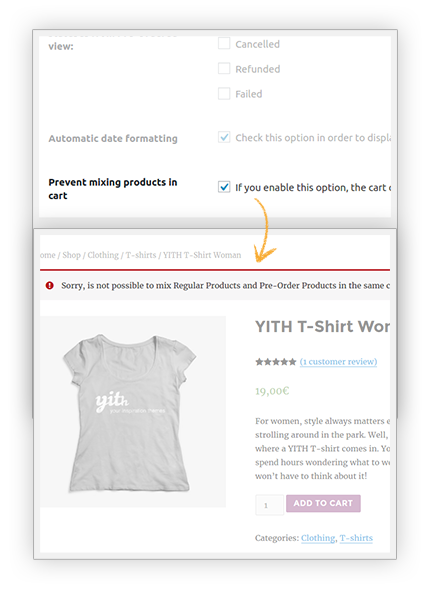 view:
Cancelled
Refunded
Failed
Automatic date formatting
Check this option in order to displa
Prevent mixing products in
cart
If you enable this option, the cart
ome / Shop / Clothing / T-shirts / YITH T-Shirt Woman
Sorry, is not possible to mix Regular Products and Pre-Order Products in the same c
YITH T-Shirt Wor
(1 customer review)
19,00€
yith
For women, style always matters e
strolling around in the park. Well,
where a YITH T-shirt comes in. Yo
spend hours wondering what to we
won't have to think about it!
1
ADD TO CART
Categories: Clothing, T-shirts